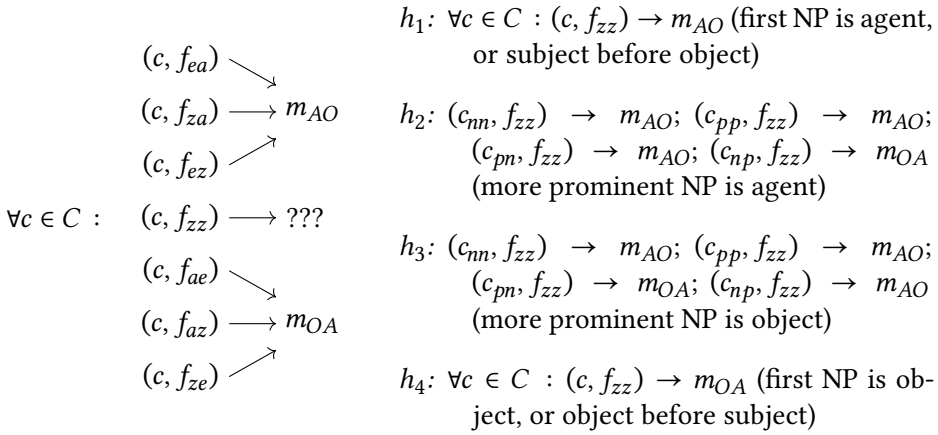 (c, f_ea)
(c, f_za) → m_AO
(c, f_ez)
∀c ∈ C : (c, f_zz) → ???
(c, f_ae)
(c, f_az) → m_OA
(c, f_ze)
h_1: ∀c ∈ C : (c, f_zz) → m_AO (first NP is agent,
or subject before object)
h_2: (c_nn, f_zz) → m_AO; (c_pp, f_zz) → m_AO;
(c_pn, f_zz) → m_AO; (c_np, f_zz) → m_OA
(more prominent NP is agent)
h_3: (c_nn, f_zz) → m_AO; (c_pp, f_zz) → m_AO;
(c_pn, f_zz) → m_OA; (c_np, f_zz) → m_AO
(more prominent NP is object)
h_4: ∀c ∈ C : (c, f_zz) → m_OA (first NP is ob-
ject, or object before subject)